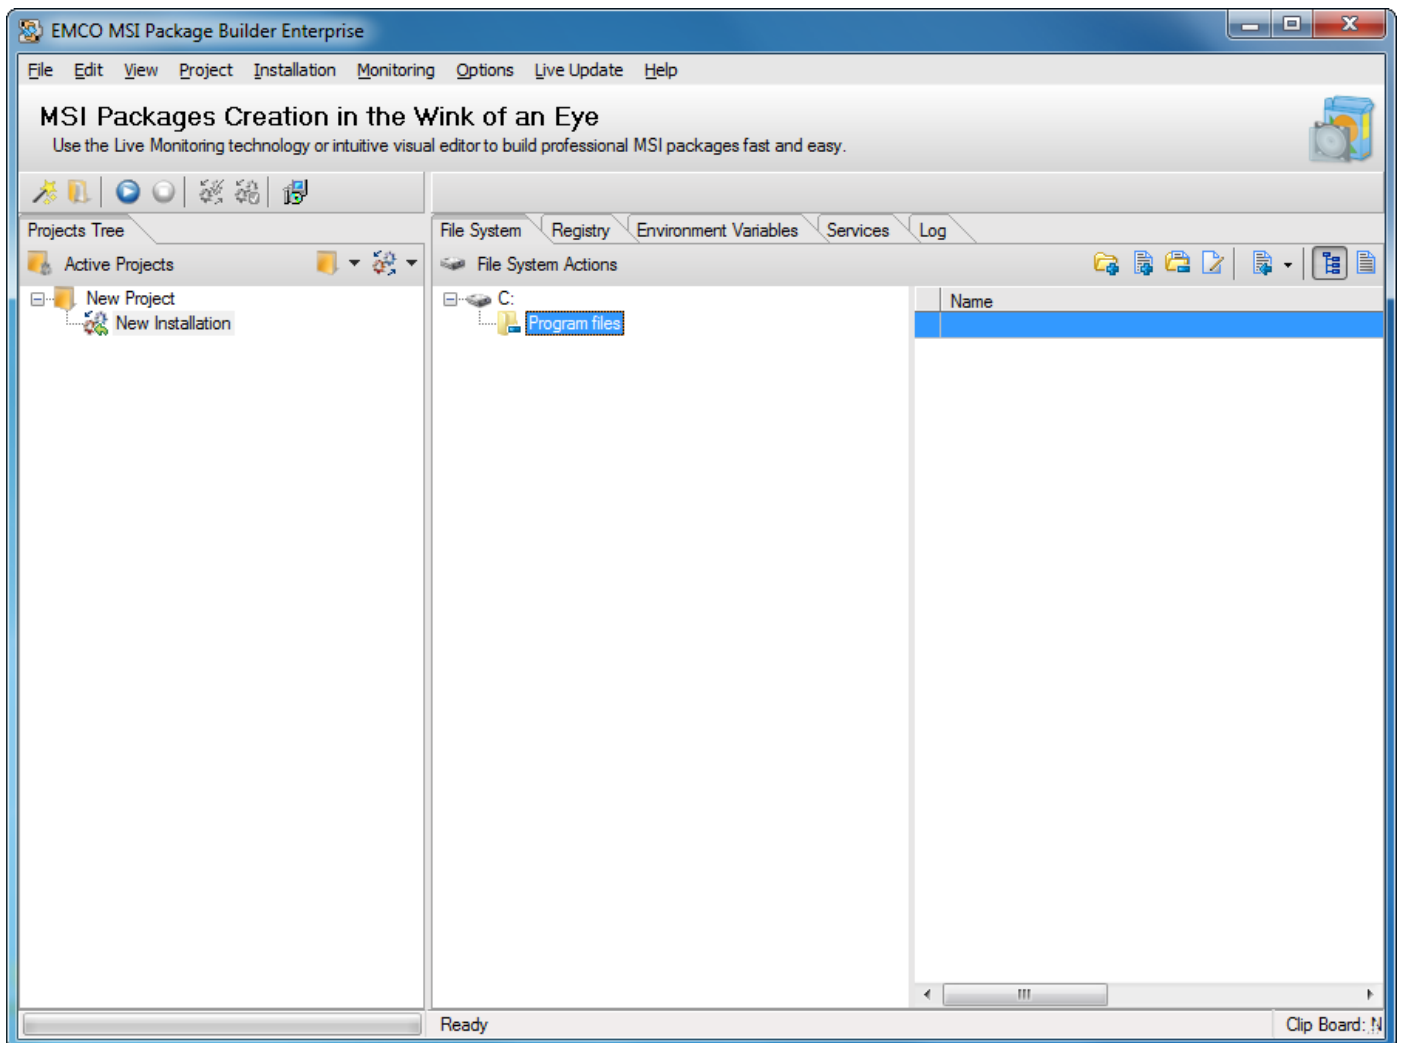 EMCO MSI Package Builder Enterprise
File Edit View Project Installation Monitoring Options Live Update Help
MSI Packages Creation in the Wink of an Eye
Use the Live Monitoring technology or intuitive visual editor to build professional MSI packages fast and easy.
Projects Tree
File System Registry Environment Variables Services Log
Active Projects
File System Actions
New Project
New Installation
C:
Program files
Name
Ready
Clip Board: N